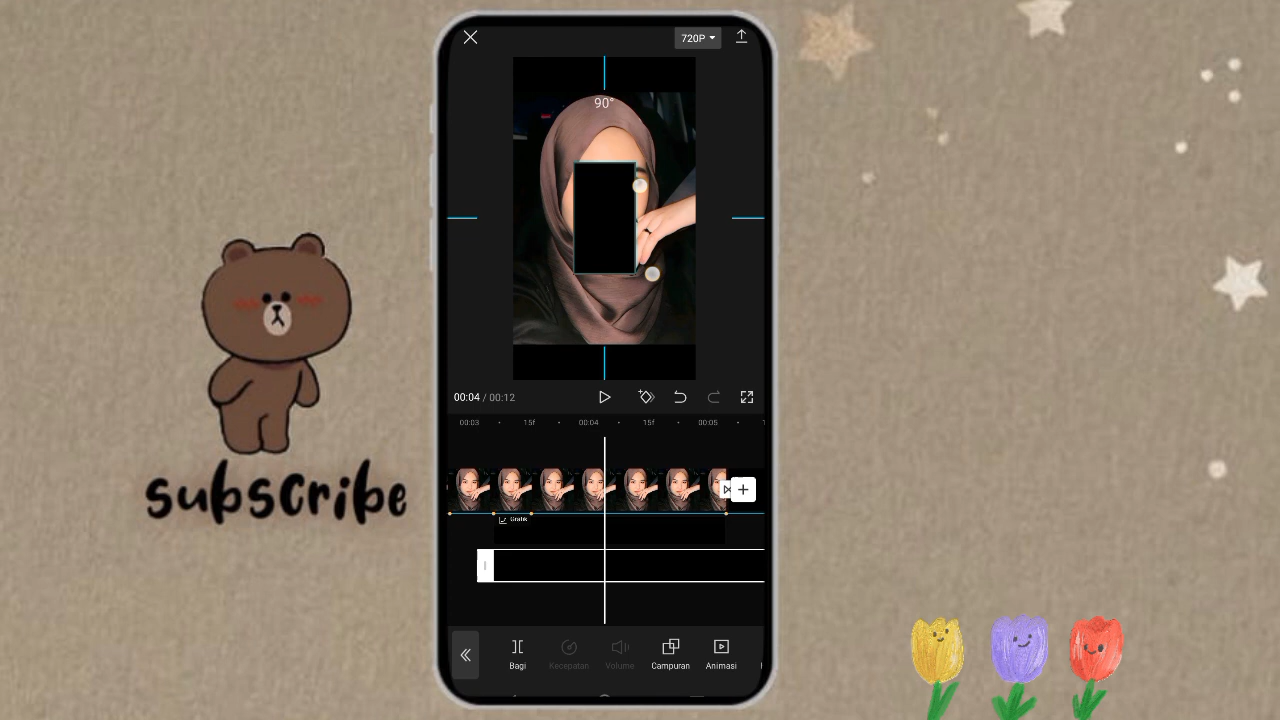 720P
90°
00:04 / 00:12
00:03 15f 00:04 15f 00:05
Grafik
subscribe
Bagi Kecepatan Volume Campuran Animasi